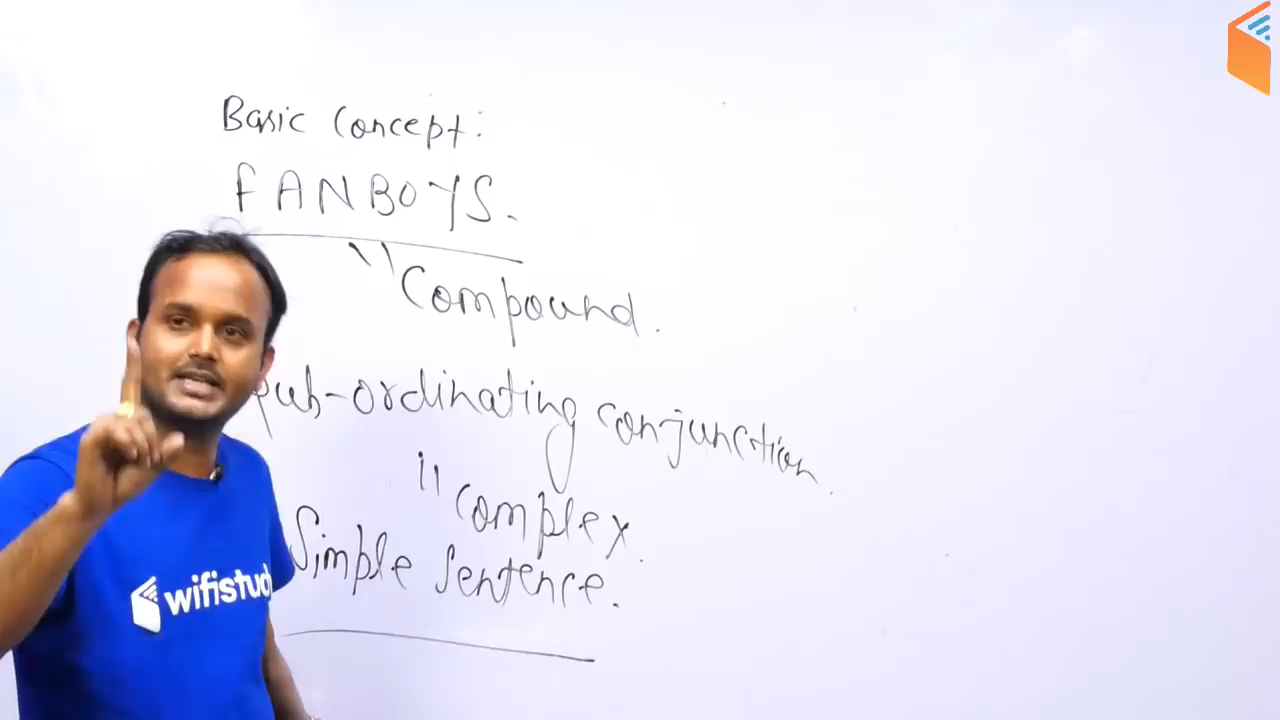 Basic Concept:
FANBOYS.
" Compound.
Sub-ordinating conjunction.
" Complex.
Simple Sentence.
wifistud